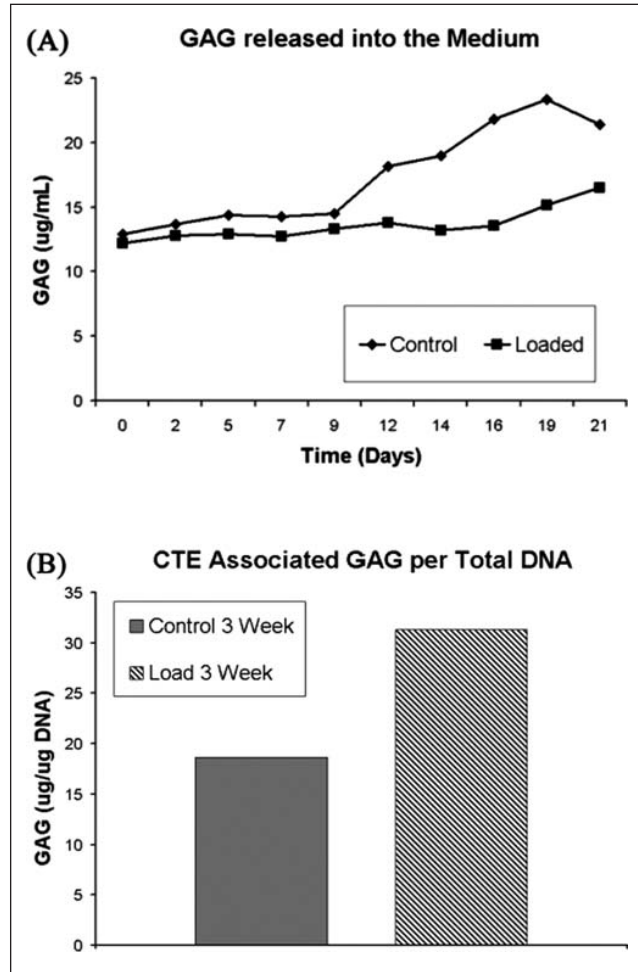 (A) GAG released into the Medium
25
20
15
10
5
0
GAG (ug/mL)
Control Loaded
0 2 5 7 9 12 14 16 19 21
Time (Days)
(B) CTE Associated GAG per Total DNA
35
30
25
20
15
10
5
0
GAG (ug/ug DNA)
Control 3 Week
Load 3 Week